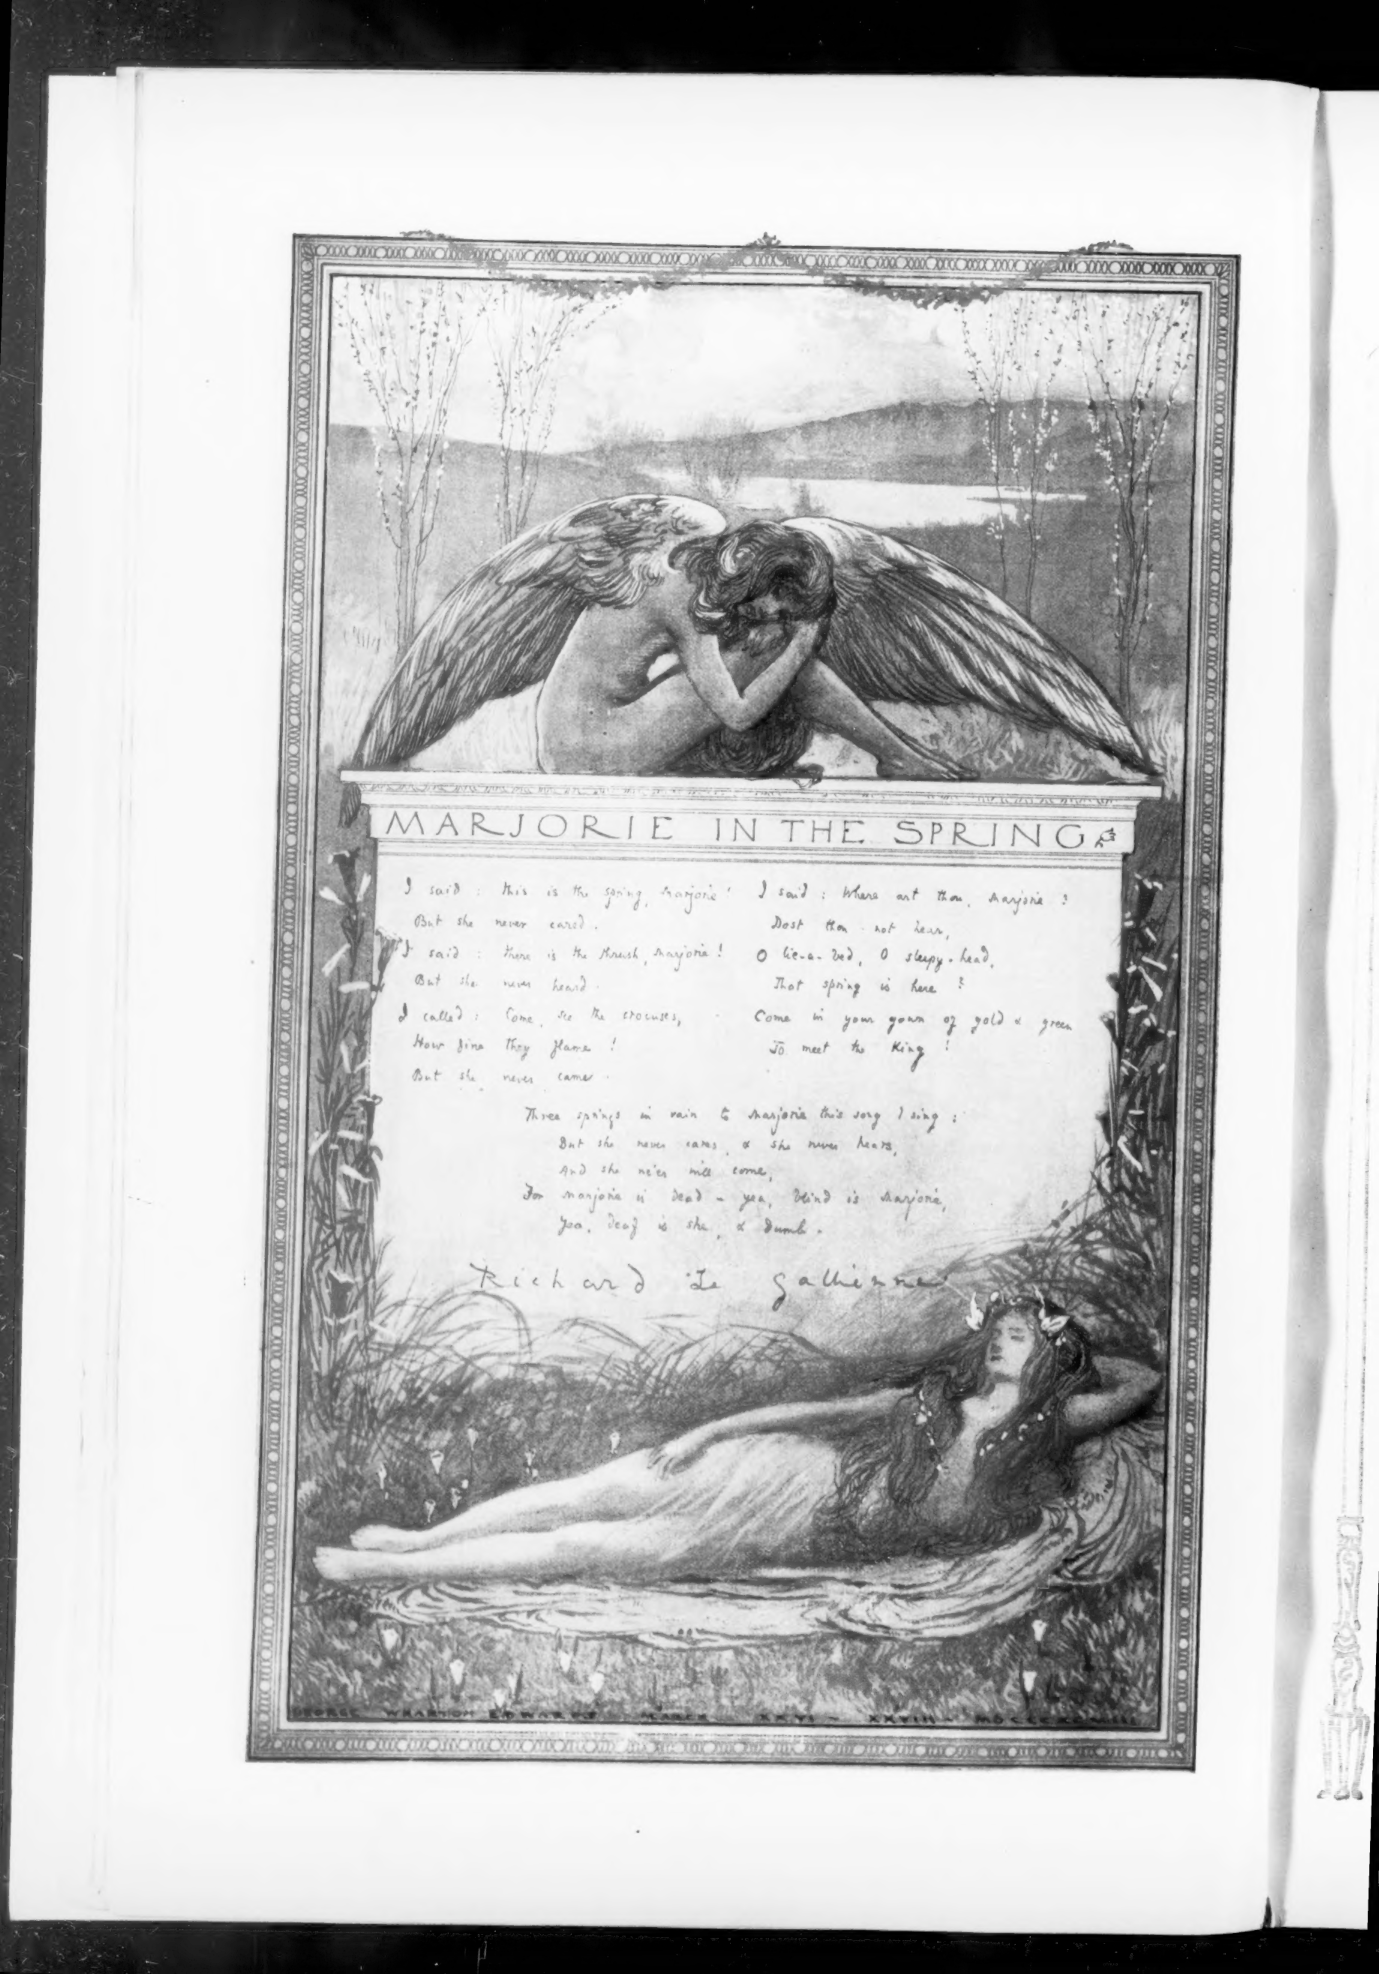 MARJORIE IN THE SPRING
I said : this is the spring, Marjorie !
But she never cared .
I said : there is the thrush, Marjorie !
But she never heard .
I called : Come, see the crocuses,
How fine they flame !
But she never came .
I said : Where art thou, Marjorie ?
Dost thou not hear,
O lie-a-bed, O sleepy-head,
That spring is here ?
Come in your gown of gold & green
To meet the King !
Three springs in vain to Marjorie this song I sing ;
But she never cares, & she never hears,
And she ne'er will come,
For Marjorie is dead - yea, blind is Marjorie,
Yea, deaf is she, & dumb .
Richard Le Gallienne
GEORGE WHARTON EDWARDS MARCH XXVI - XXVIII -